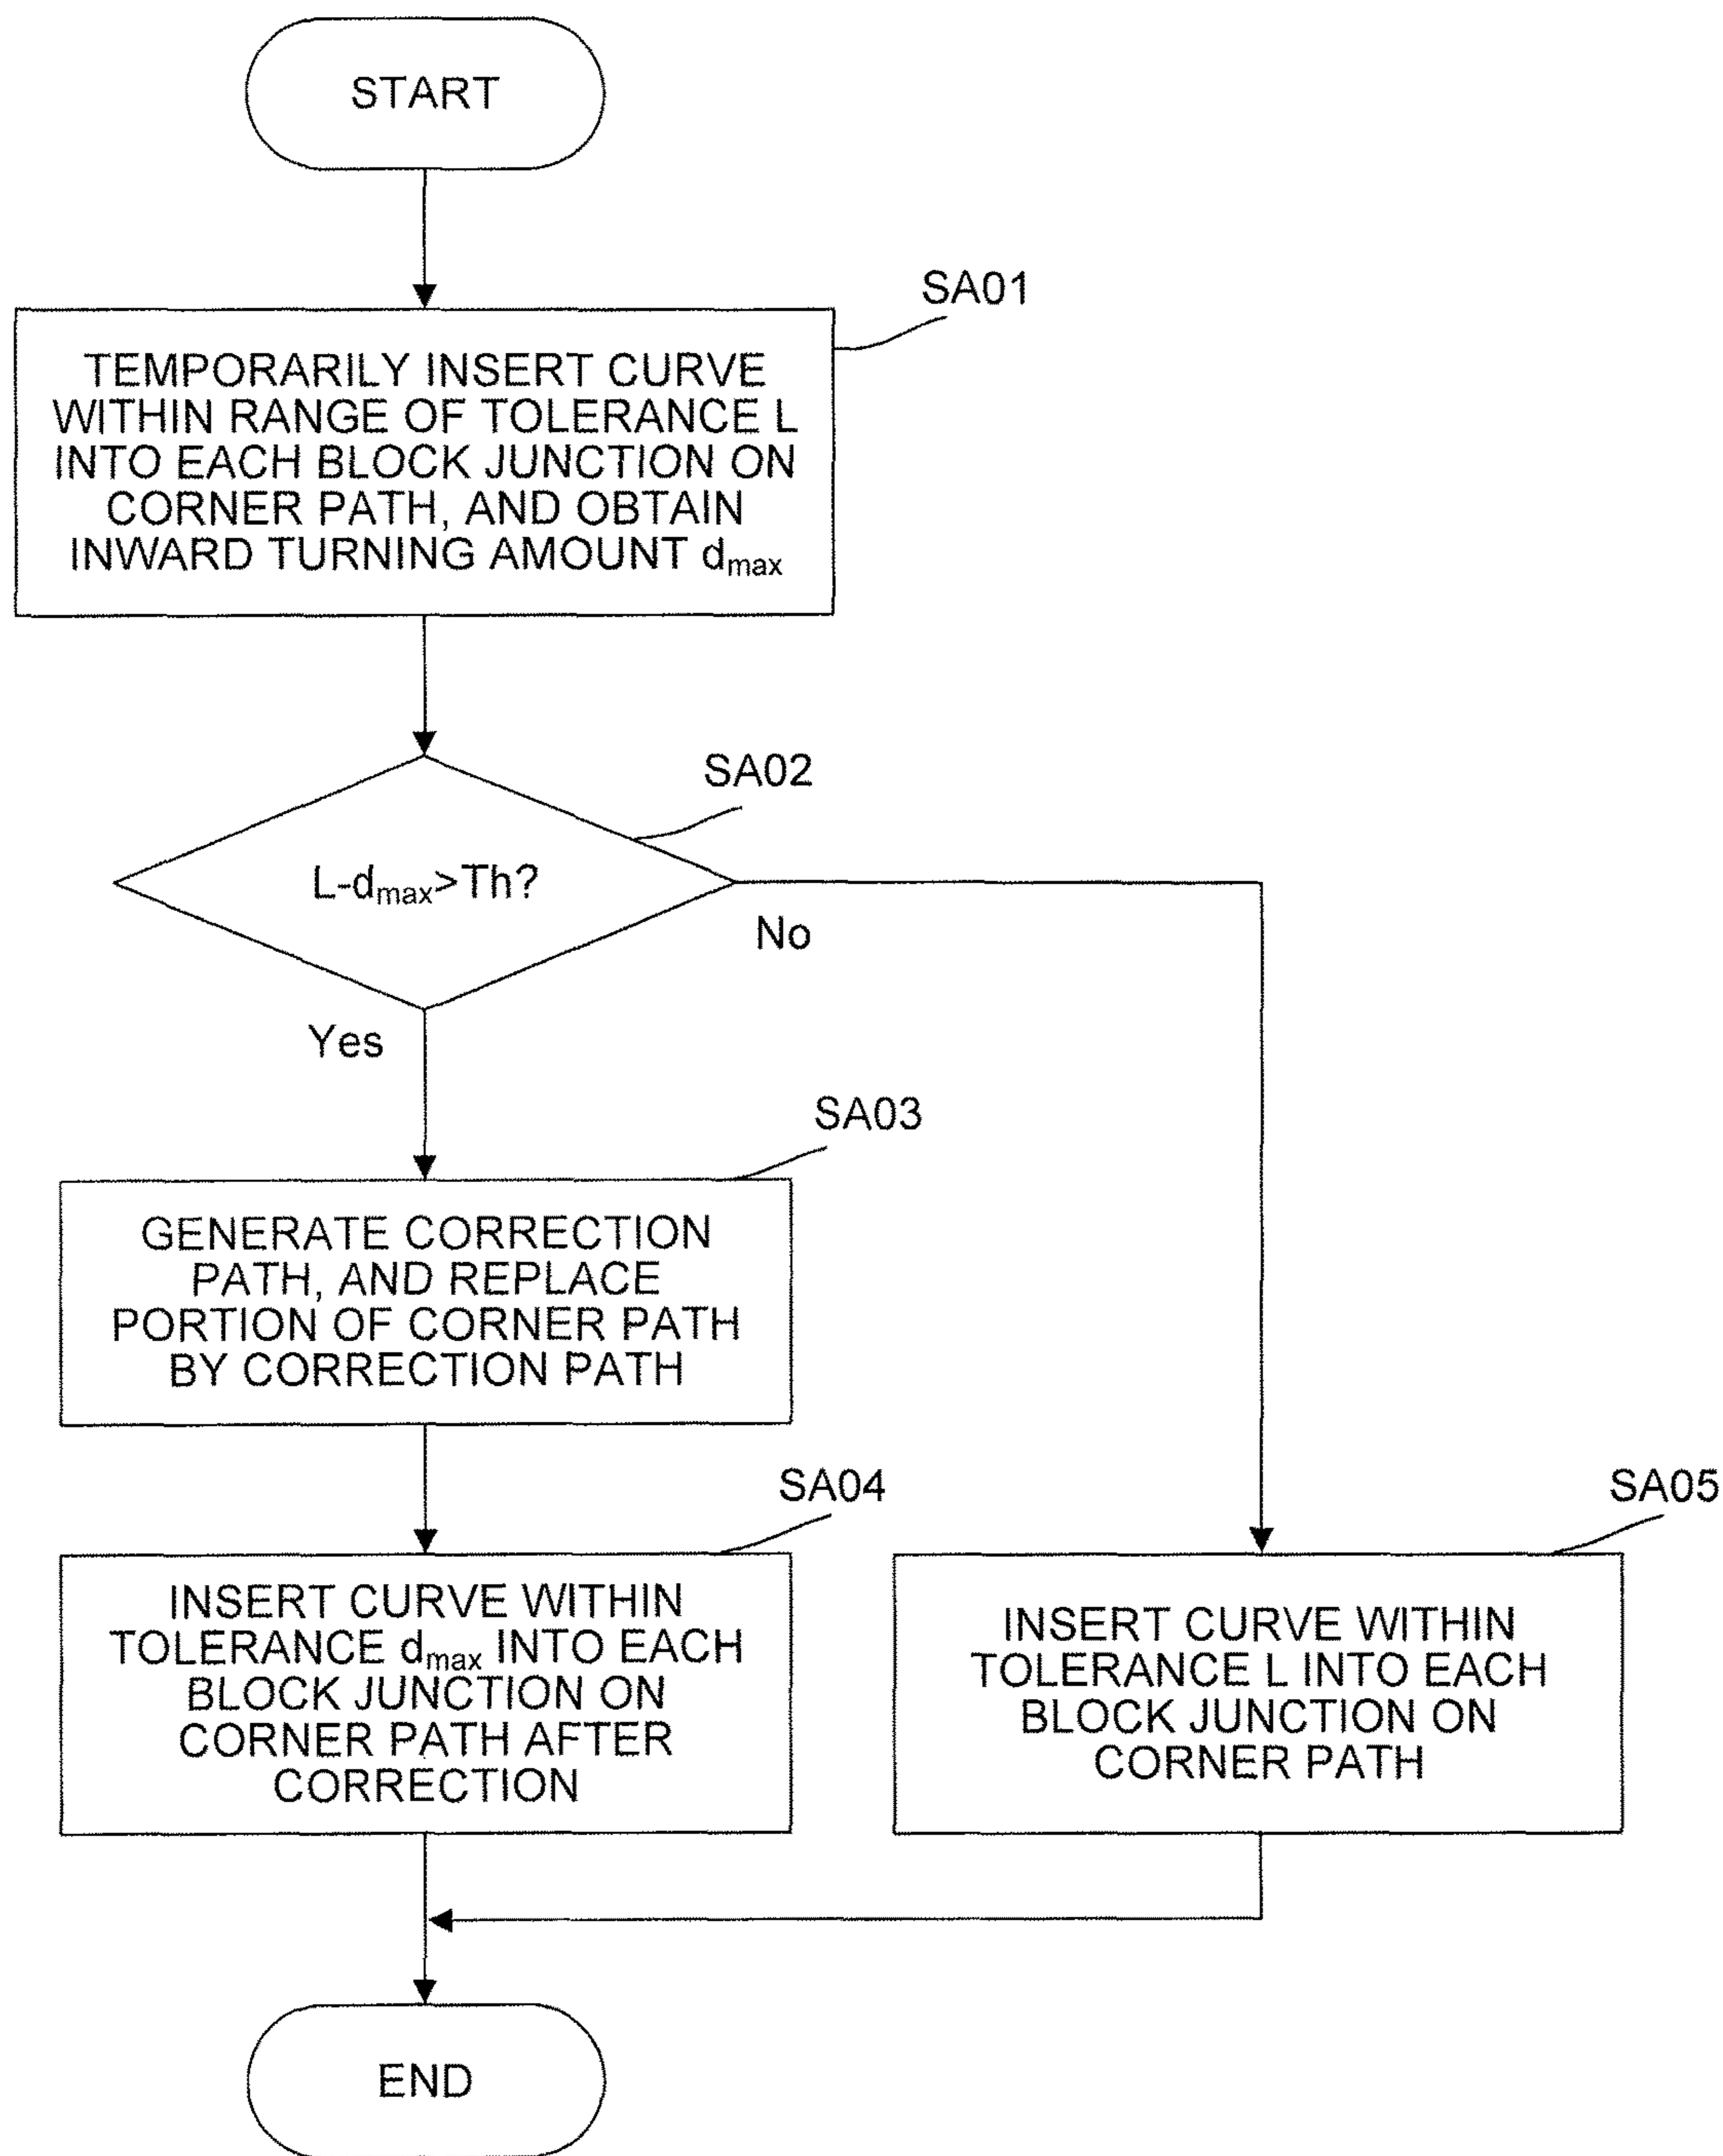 START
SA01
TEMPORARILY INSERT CURVE
WITHIN RANGE OF TOLERANCE L
INTO EACH BLOCK JUNCTION ON
CORNER PATH, AND OBTAIN
INWARD TURNING AMOUNT dmax
SA02
L-dmax>Th?
No
Yes
SA03
GENERATE CORRECTION
PATH, AND REPLACE
PORTION OF CORNER PATH
BY CORRECTION PATH
SA04
INSERT CURVE WITHIN
TOLERANCE dmax INTO EACH
BLOCK JUNCTION ON
CORNER PATH AFTER
CORRECTION
SA05
INSERT CURVE WITHIN
TOLERANCE L INTO EACH
BLOCK JUNCTION ON
CORNER PATH
END